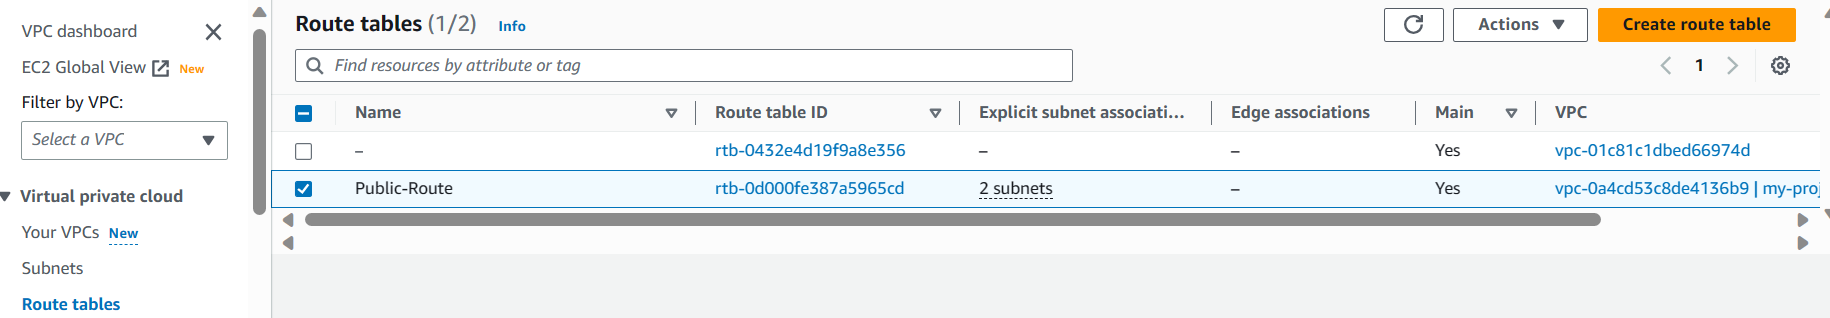 VPC dashboard
EC2 Global View New
Filter by VPC:
Select a VPC
Virtual private cloud
Your VPCs New
Subnets
Route tables
Route tables (1/2) Info
Actions
Create route table
Find resources by attribute or tag
1
Name Route table ID Explicit subnet associati... Edge associations Main VPC
– rtb-0432e4d19f9a8e356 – – Yes vpc-01c81c1dbed66974d
Public-Route rtb-0d000fe387a5965cd 2 subnets – Yes vpc-0a4cd53c8de4136b9 | my-proj